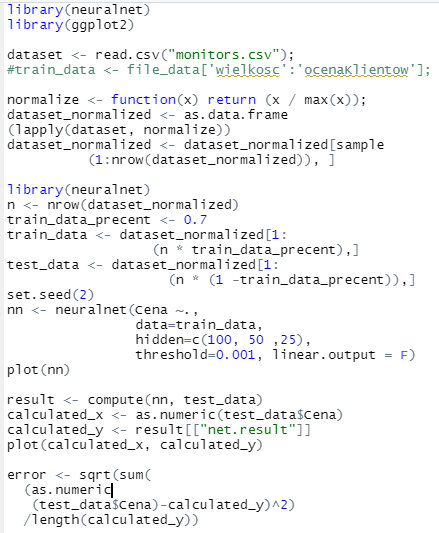 library(neuralnet)
library(ggplot2)
dataset <- read.csv("monitors.csv");
#train_data <- file_data['wielkosc':'ocenaKlientow'];
normalize <- function(x) return (x / max(x));
dataset_normalized <- as.data.frame
(lapply(dataset, normalize))
dataset_normalized <- dataset_normalized[sample
(1:nrow(dataset_normalized)), ]
library(neuralnet)
n <- nrow(dataset_normalized)
train_data_precent <- 0.7
train_data <- dataset_normalized[1:
(n * train_data_precent),]
test_data <- dataset_normalized[1:
(n * (1 -train_data_precent)),]
set.seed(2)
nn <- neuralnet(Cena ~.,
data=train_data,
hidden=c(100, 50 ,25),
threshold=0.001, linear.output = F)
plot(nn)
result <- compute(nn, test_data)
calculated_x <- as.numeric(test_data$Cena)
calculated_y <- result[["net.result"]]
plot(calculated_x, calculated_y)
error <- sqrt(sum(
(as.numeric
(test_data$Cena)-calculated_y)^2)
/length(calculated_y))